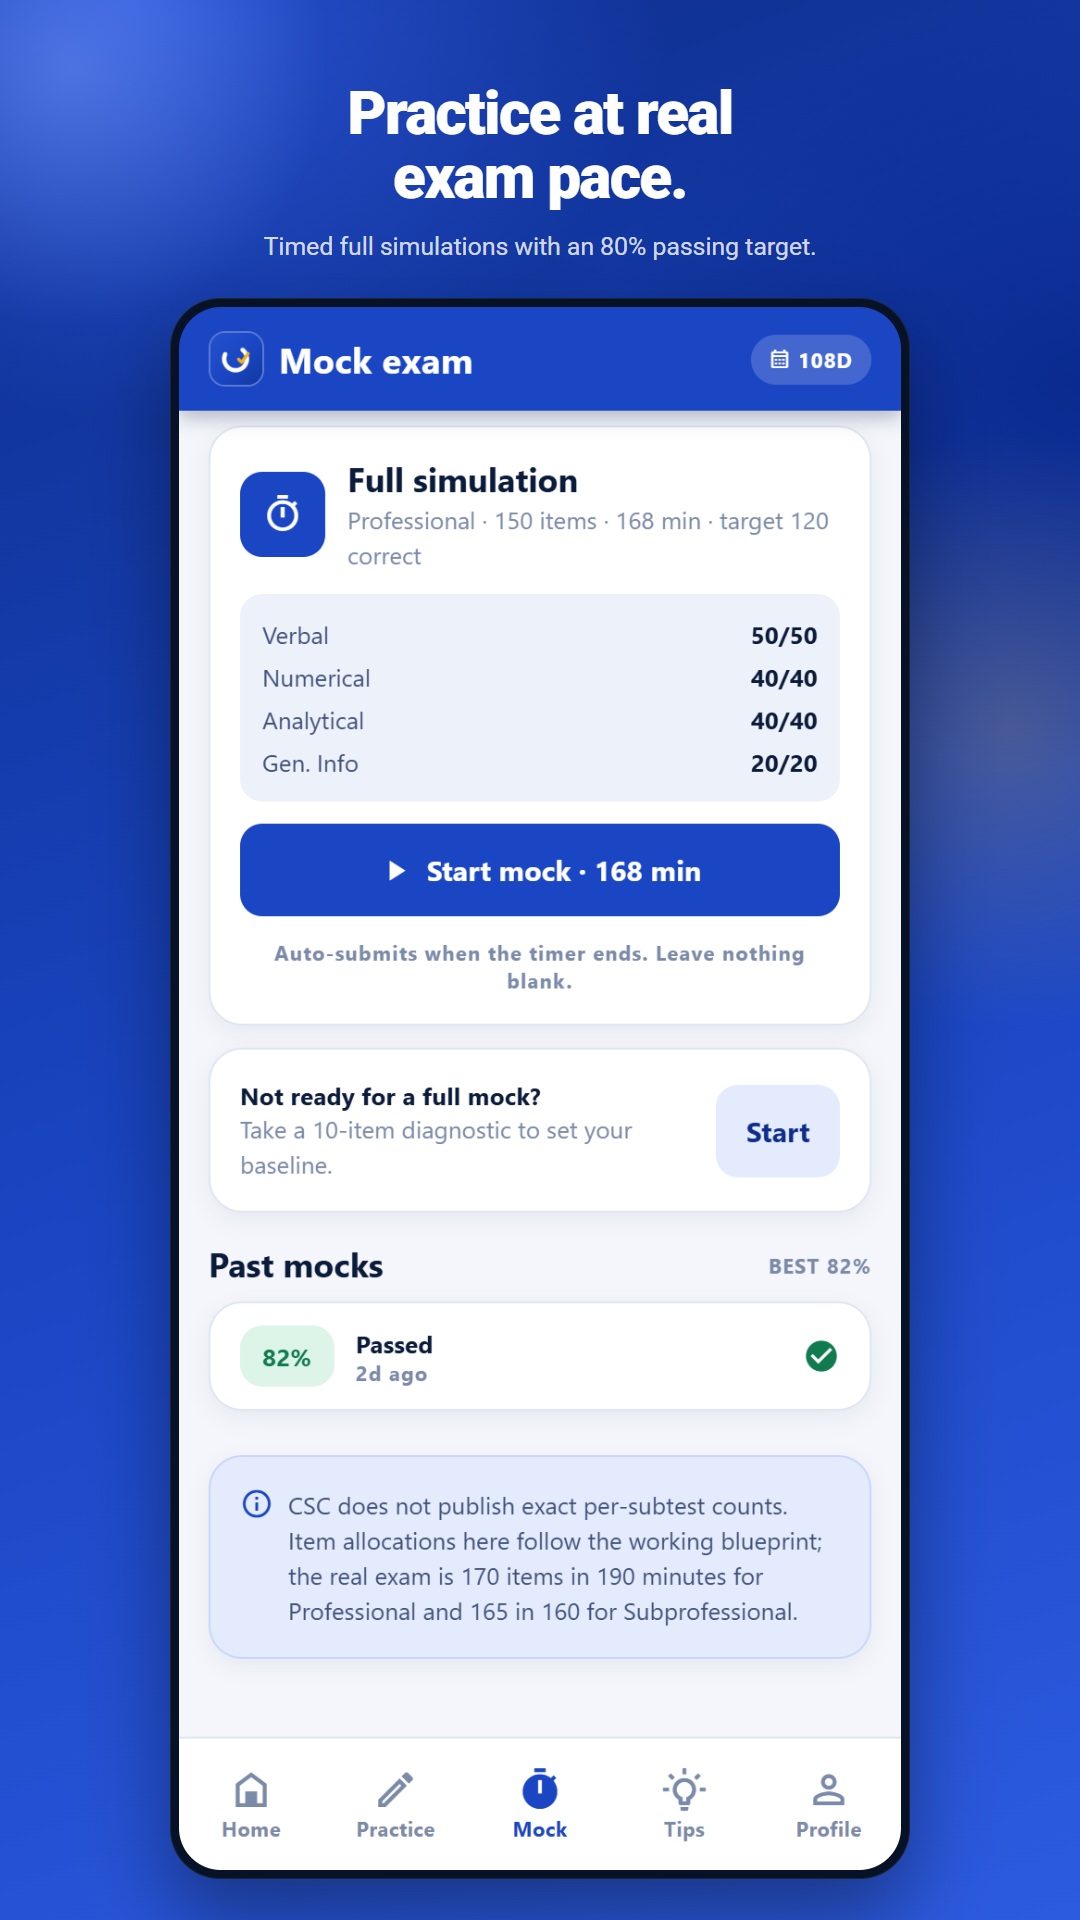 Practice at real
exam pace.
Timed full simulations with an 80% passing target.
Mock exam
108D
Full simulation
Professional · 150 items · 168 min · target 120
correct
Verbal 50/50
Numerical 40/40
Analytical 40/40
Gen. Info 20/20
Start mock · 168 min
Auto-submits when the timer ends. Leave nothing
blank.
Not ready for a full mock?
Take a 10-item diagnostic to set your
baseline.
Start
Past mocks
BEST 82%
82%
Passed
2d ago
CSC does not publish exact per-subtest counts.
Item allocations here follow the working blueprint;
the real exam is 170 items in 190 minutes for
Professional and 165 in 160 for Subprofessional.
Home
Practice
Mock
Tips
Profile